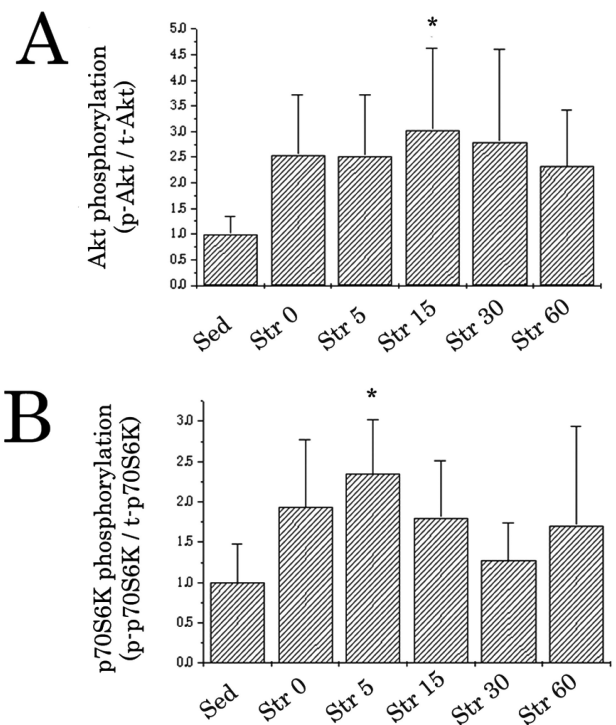 A
Akt phosphorylation
(p-Akt / t-Akt)
*
5.0
4.5
4.0
3.5
3.0
2.5
2.0
1.5
1.0
0.5
0.0
Sed
Str 0
Str 5
Str 15
Str 30
Str 60
B
p70S6K phosphorylation
(p-p70S6K / t-p70S6K)
*
3.0
2.5
2.0
1.5
1.0
0.5
0.0
Sed
Str 0
Str 5
Str 15
Str 30
Str 60